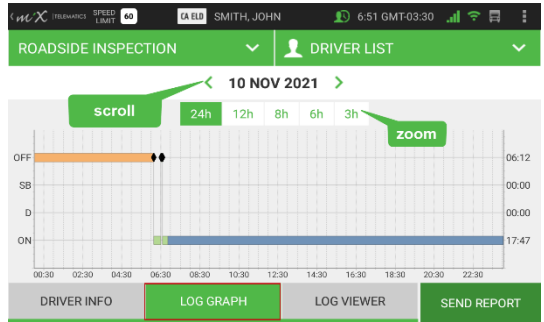 mix TELEMATICS SPEED LIMIT 60 CA ELD SMITH, JOHN 6:51 GMT-03:30
ROADSIDE INSPECTION DRIVER LIST
10 NOV 2021
scroll
24h 12h 8h 6h 3h
zoom
OFF 06:12
SB 00:00
D 00:00
ON 17:47
00:30 02:30 04:30 06:30 08:30 10:30 12:30 14:30 16:30 18:30 20:30 22:30
DRIVER INFO LOG GRAPH LOG VIEWER SEND REPORT